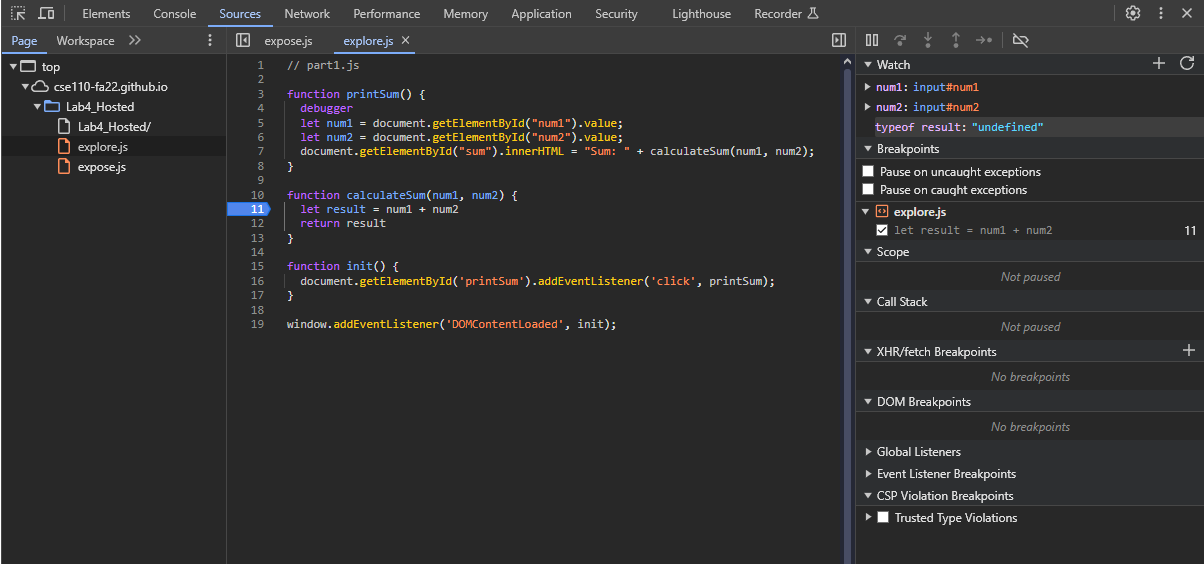 Elements Console Sources Network Performance Memory Application Security Lighthouse Recorder
Page Workspace
top
cse110-fa22.github.io
Lab4_Hosted
Lab4_Hosted/
explore.js
expose.js
expose.js explore.js ×
1 // part1.js
2
3 function printSum() {
4 debugger
5 let num1 = document.getElementById("num1").value;
6 let num2 = document.getElementById("num2").value;
7 document.getElementById("sum").innerHTML = "Sum: " + calculateSum(num1, num2);
8 }
9
10 function calculateSum(num1, num2) {
11 let result = num1 + num2
12 return result
13 }
14
15 function init() {
16 document.getElementById('printSum').addEventListener('click', printSum);
17 }
18
19 window.addEventListener('DOMContentLoaded', init);
Watch
num1: input#num1
num2: input#num2
typeof result: "undefined"
Breakpoints
Pause on uncaught exceptions
Pause on caught exceptions
explore.js
let result = num1 + num2 11
Scope
Not paused
Call Stack
Not paused
XHR/fetch Breakpoints
No breakpoints
DOM Breakpoints
No breakpoints
Global Listeners
Event Listener Breakpoints
CSP Violation Breakpoints
Trusted Type Violations